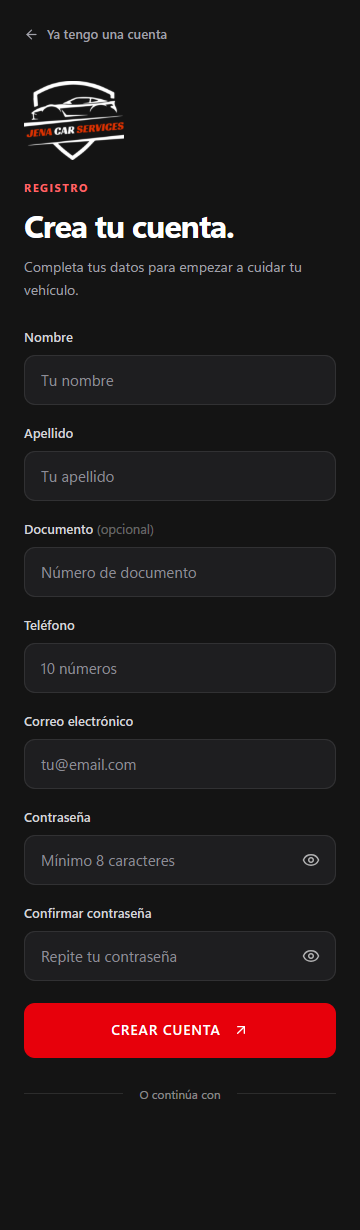 Ya tengo una cuenta
JENA CAR SERVICES
REGISTRO
Crea tu cuenta.
Completa tus datos para empezar a cuidar tu
vehículo.
Nombre
Tu nombre
Apellido
Tu apellido
Documento (opcional)
Número de documento
Teléfono
10 números
Correo electrónico
tu@email.com
Contraseña
Mínimo 8 caracteres
Confirmar contraseña
Repite tu contraseña
CREAR CUENTA
O continúa con